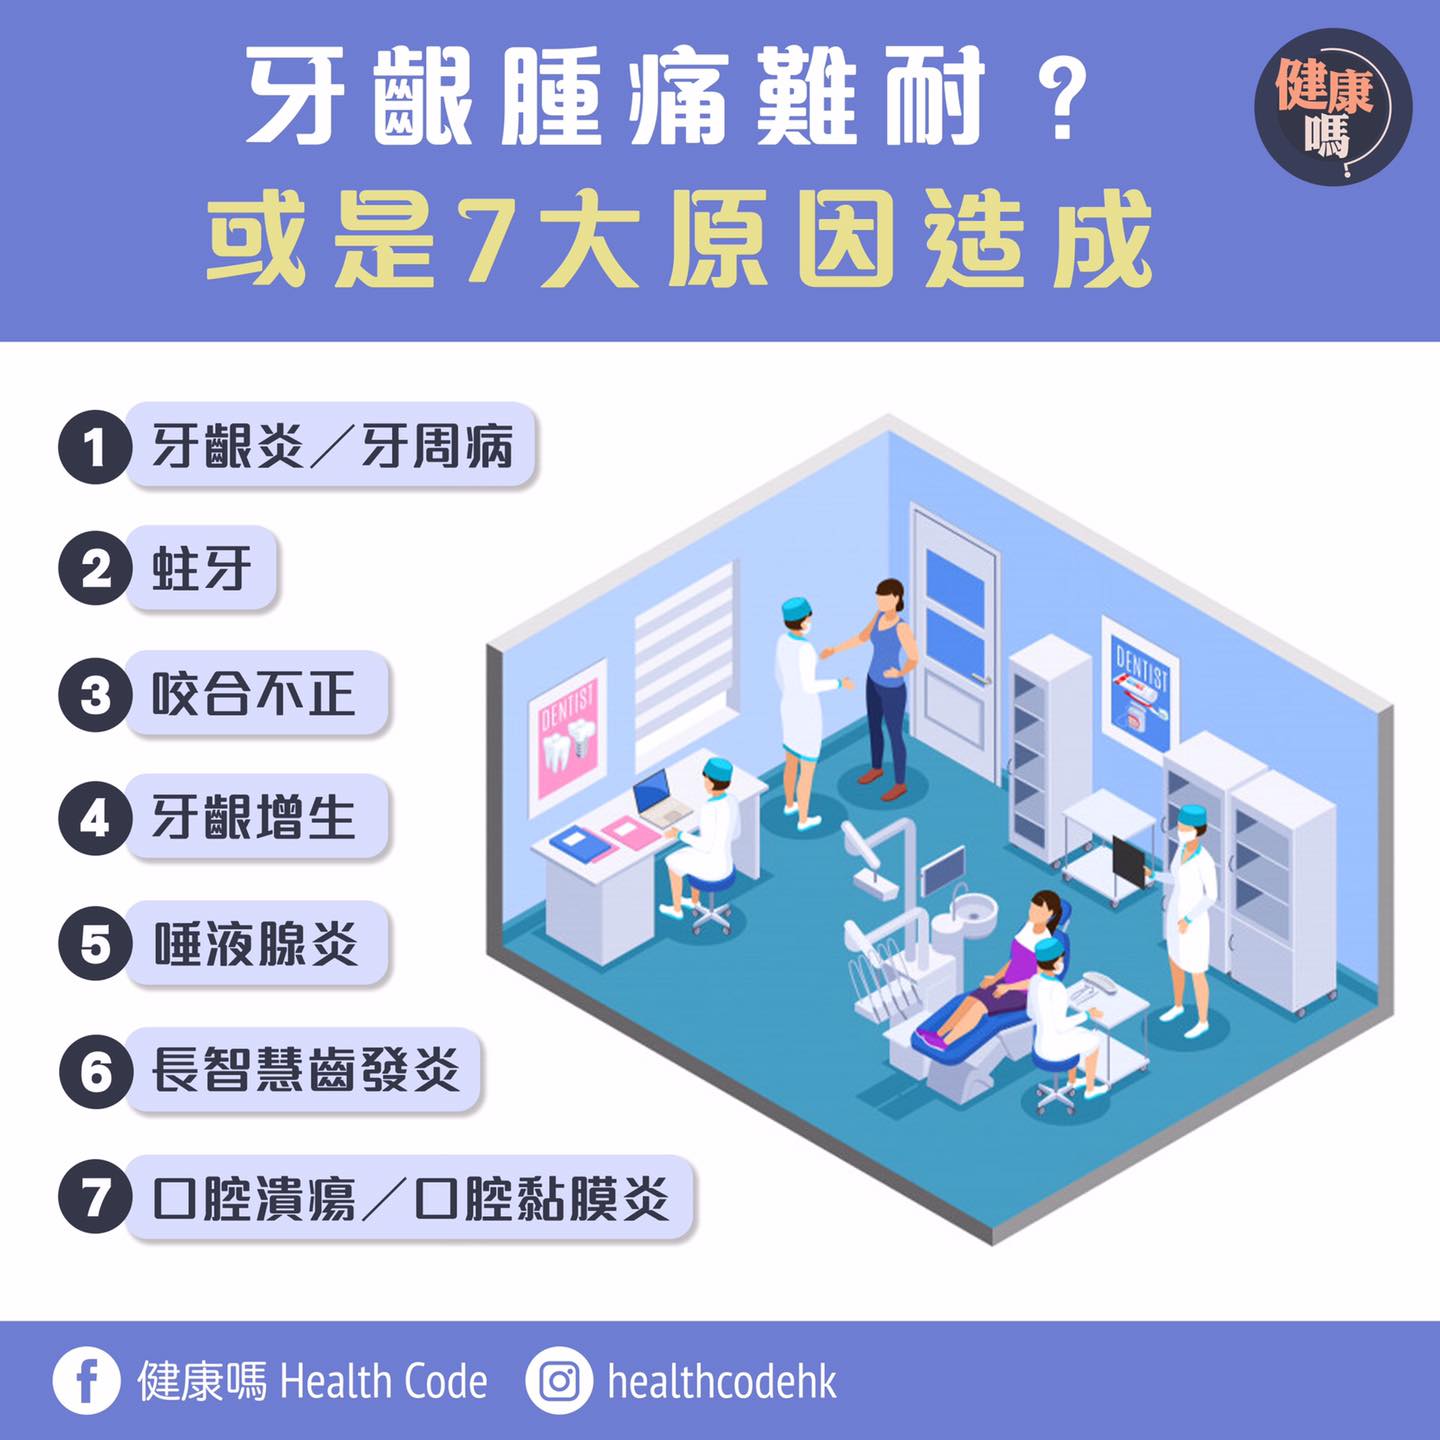 牙齦腫痛難耐？
或是7大原因造成
健康
嗎?
1 牙齦炎／牙周病
2 蛀牙
3 咬合不正
4 牙齦增生
5 唾液腺炎
6 長智慧齒發炎
7 口腔潰瘍／口腔黏膜炎
DENTIST
DENTIST
健康嗎 Health Code
healthcodehk